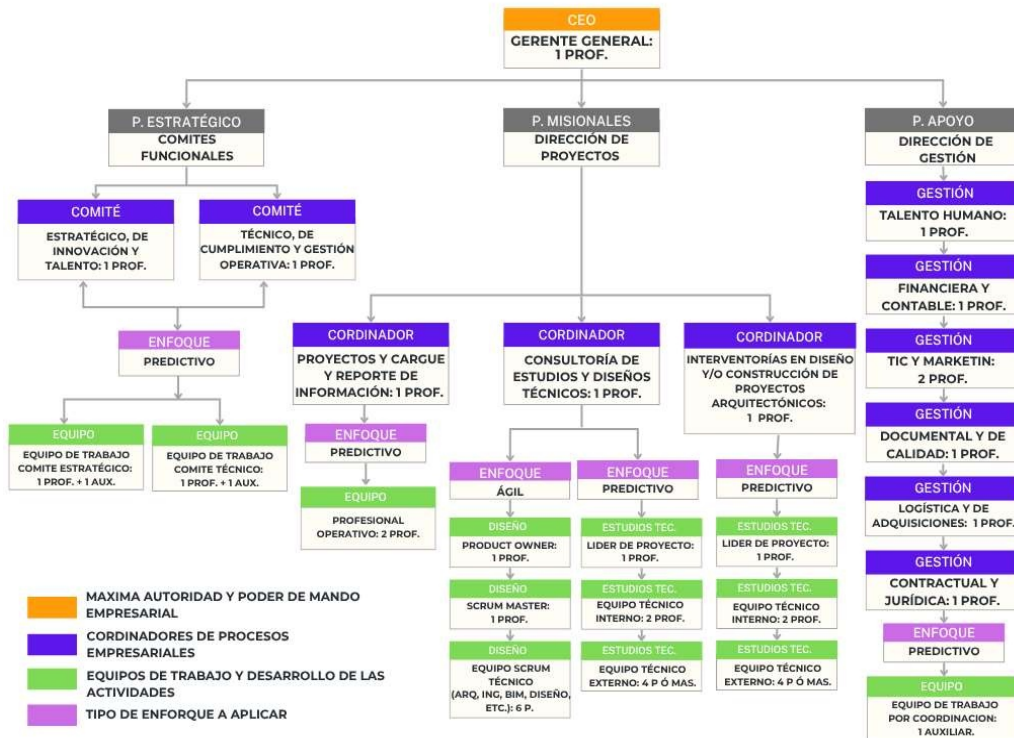 CEO
GERENTE GENERAL:
1 PROF.
P. ESTRATÉGICO
COMITES
FUNCIONALES
P. MISIONALES
DIRECCIÓN DE
PROYECTOS
P. APOYO
DIRECCIÓN DE
GESTIÓN
COMITÉ
ESTRATÉGICO, DE
INNOVACIÓN Y
TALENTO: 1 PROF.
COMITÉ
TÉCNICO, DE
CUMPLIMIENTO Y GESTIÓN
OPERATIVA: 1 PROF.
ENFOQUE
PREDICTIVO
EQUIPO
EQUIPO DE TRABAJO
COMITE ESTRATÉGICO:
1 PROF. + 1 AUX.
EQUIPO
EQUIPO DE TRABAJO
COMITE TÉCNICO:
1 PROF. + 1 AUX.
CORDINADOR
PROYECTOS Y CARGUE
Y REPORTE DE
INFORMACIÓN: 1 PROF.
ENFOQUE
PREDICTIVO
EQUIPO
PROFESIONAL
OPERATIVO: 2 PROF.
CORDINADOR
CONSULTORÍA DE
ESTUDIOS Y DISEÑOS
TÉCNICOS: 1 PROF.
ENFOQUE
ÁGIL
DISEÑO
PRODUCT OWNER:
1 PROF.
DISEÑO
SCRUM MASTER:
1 PROF.
DISEÑO
EQUIPO SCRUM
TÉCNICO
(ARQ, ING, BIM, DISEÑO,
ETC.): 6 P.
ENFOQUE
PREDICTIVO
ESTUDIOS TEC.
LIDER DE PROYECTO:
1 PROF.
ESTUDIOS TEC.
EQUIPO TÉCNICO
INTERNO: 2 PROF.
ESTUDIOS TEC.
EQUIPO TÉCNICO
EXTERNO: 4 P Ó MAS.
CORDINADOR
INTERVENTORÍAS EN DISEÑO
Y/O CONSTRUCCIÓN DE
PROYECTOS
ARQUITECTÓNICOS:
1 PROF.
ENFOQUE
PREDICTIVO
ESTUDIOS TEC.
LIDER DE PROYECTO:
1 PROF.
ESTUDIOS TEC.
EQUIPO TÉCNICO
INTERNO: 2 PROF.
ESTUDIOS TEC.
EQUIPO TÉCNICO
EXTERNO: 4 P Ó MAS.
GESTIÓN
TALENTO HUMANO:
1 PROF.
GESTIÓN
FINANCIERA Y
CONTABLE: 1 PROF.
GESTIÓN
TIC Y MARKETIN:
2 PROF.
GESTIÓN
DOCUMENTAL Y DE
CALIDAD: 1 PROF.
GESTIÓN
LOGÍSTICA Y DE
ADQUISICIONES: 1 PROF.
GESTIÓN
CONTRACTUAL Y
JURÍDICA: 1 PROF.
ENFOQUE
PREDICTIVO
EQUIPO
EQUIPO DE TRABAJO
POR COORDINACION:
1 AUXILIAR.
MAXIMA AUTORIDAD Y PODER DE MANDO
EMPRESARIAL
CORDINADORES DE PROCESOS
EMPRESARIALES
EQUIPOS DE TRABAJO Y DESARROLLO DE LAS
ACTIVIDADES
TIPO DE ENFORQUE A APLICAR